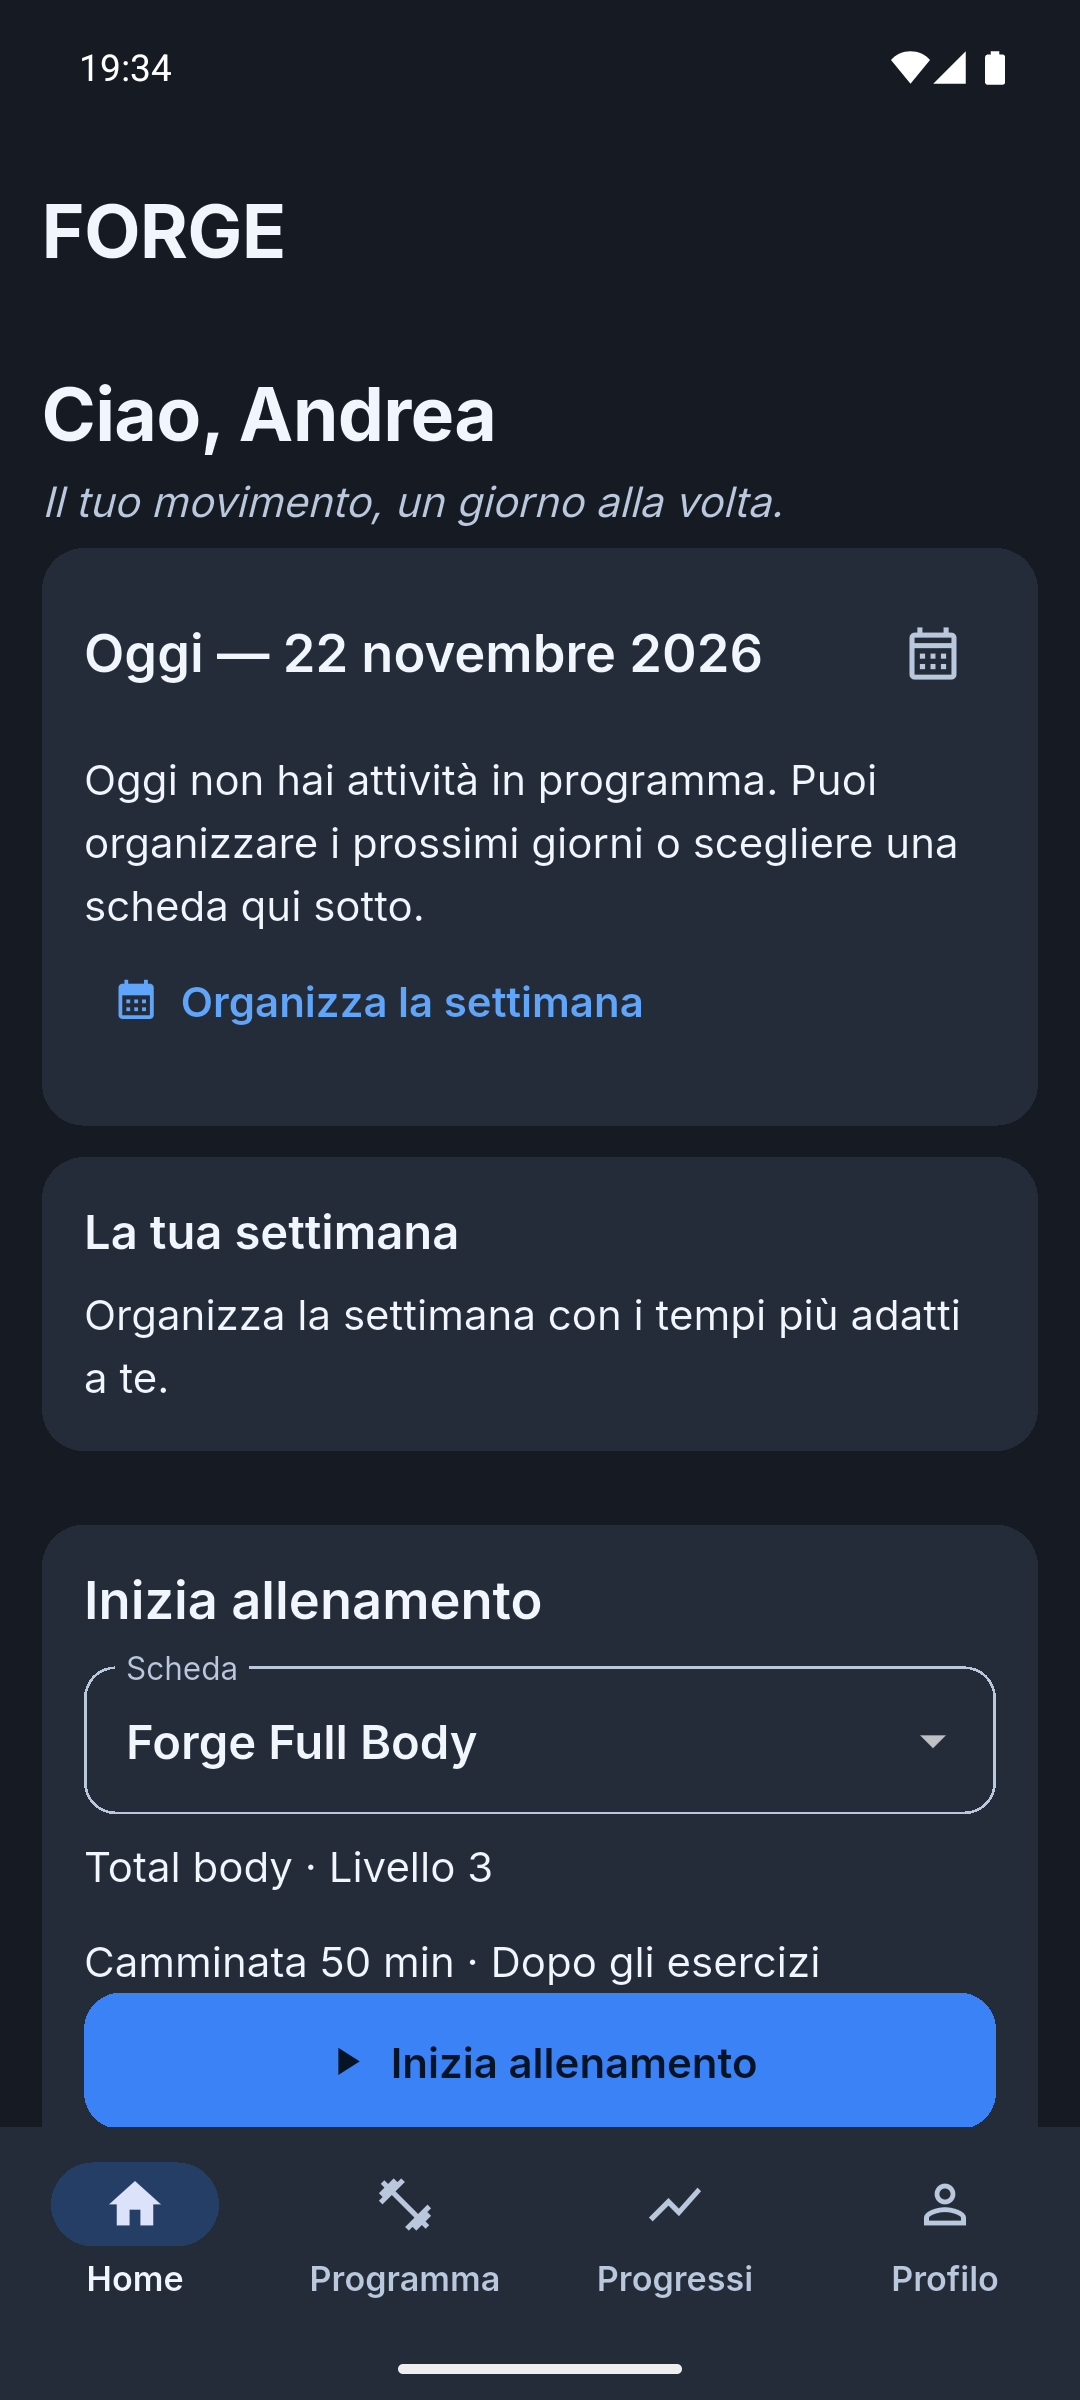 19:34
FORGE
Ciao, Andrea
Il tuo movimento, un giorno alla volta.
Oggi — 22 novembre 2026
Oggi non hai attività in programma. Puoi
organizzare i prossimi giorni o scegliere una
scheda qui sotto.
Organizza la settimana
La tua settimana
Organizza la settimana con i tempi più adatti
a te.
Inizia allenamento
Scheda
Forge Full Body
Total body · Livello 3
Camminata 50 min · Dopo gli esercizi
Inizia allenamento
Home
Programma
Progressi
Profilo